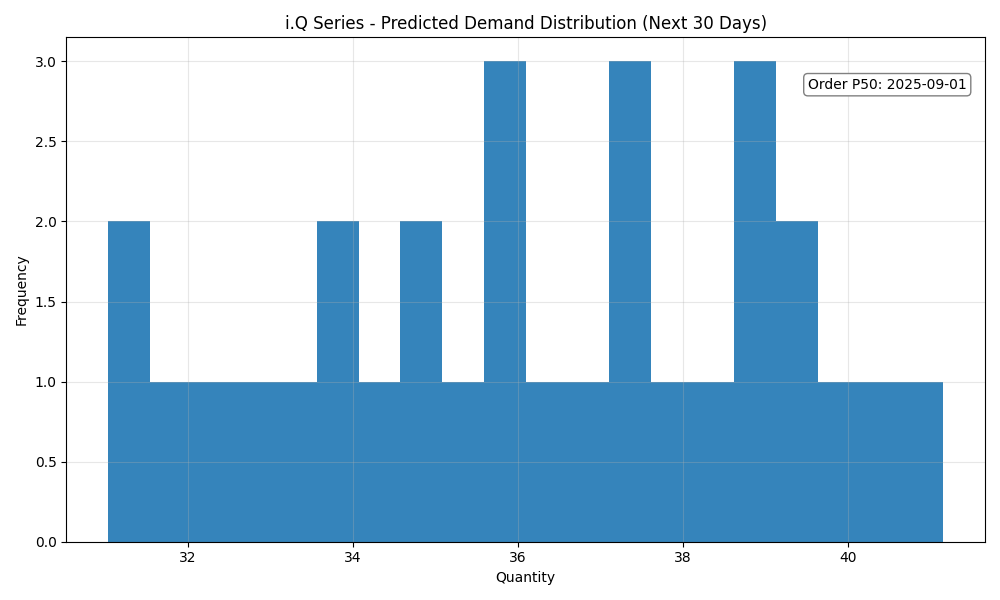 i.Q Series - Predicted Demand Distribution (Next 30 Days)
Order P50: 2025-09-01
Frequency
3.0
2.5
2.0
1.5
1.0
0.5
0.0
32 34 36 38 40
Quantity